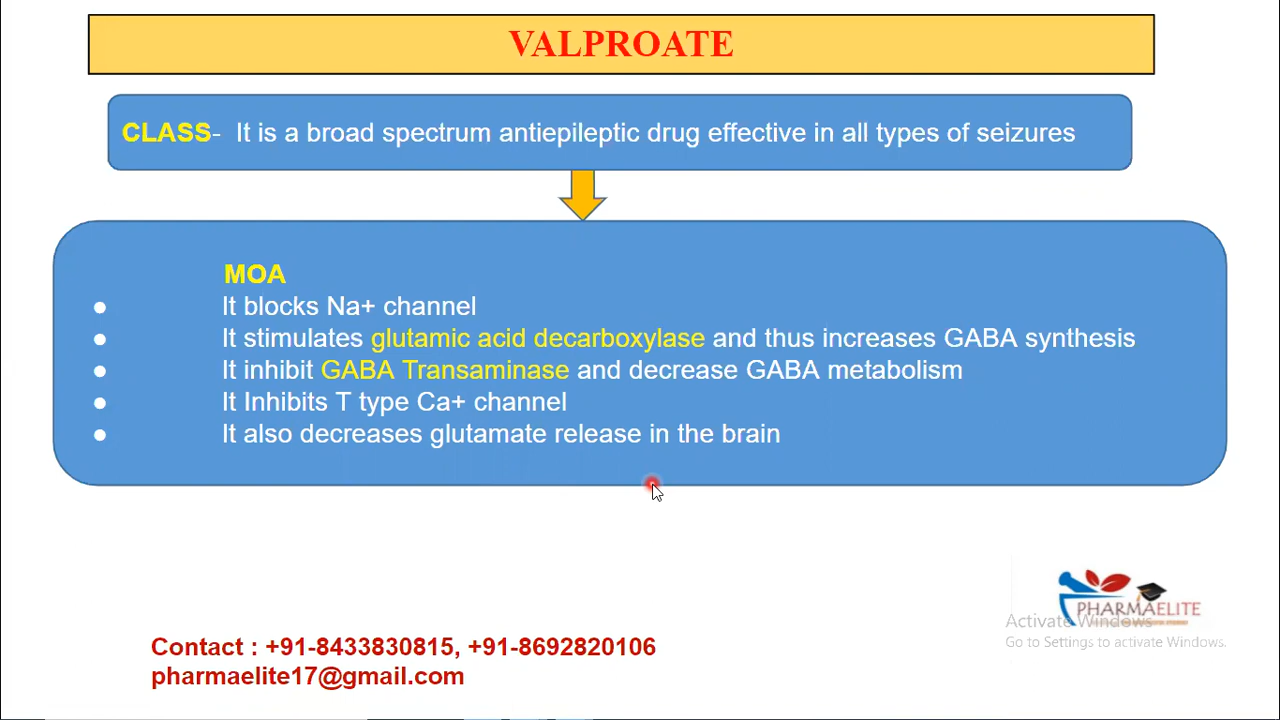 VALPROATE
CLASS- It is a broad spectrum antiepileptic drug effective in all types of seizures
MOA
● It blocks Na+ channel
● It stimulates glutamic acid decarboxylase and thus increases GABA synthesis
● It inhibit GABA Transaminase and decrease GABA metabolism
● It Inhibits T type Ca+ channel
● It also decreases glutamate release in the brain
PHARMAELITE
Activate Windows
Go to Settings to activate Windows.
Contact : +91-8433830815, +91-8692820106
pharmaelite17@gmail.com